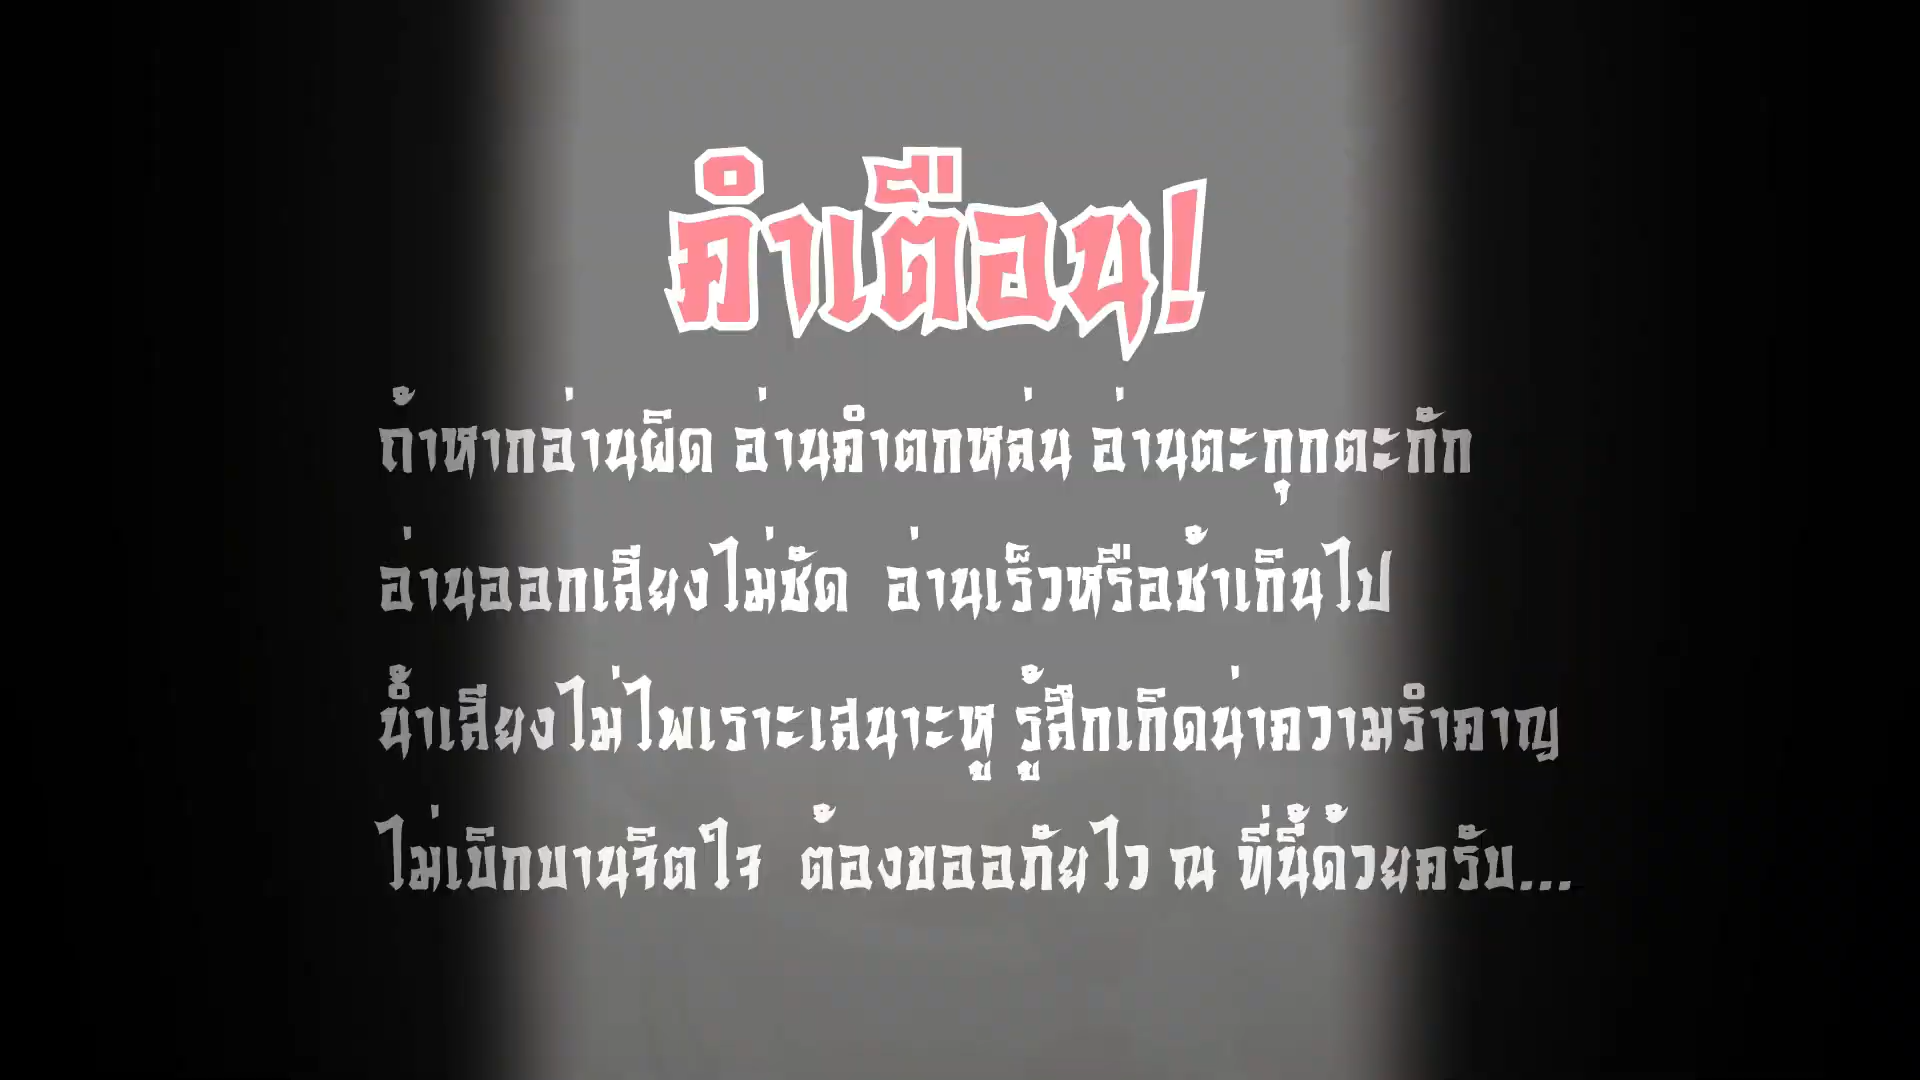 คำเตือน!
ถ้าหากอ่านผิด อ่านคำตกหล่น อ่านตะกุกตะกัก
อ่านออกเสียงไม่ชัด อ่านเร็วหรือช้าเกินไป
น้ำเสียงไม่ไพเราะเสนาะหู รู้สึกเกิดน่าความรำคาญ
ไม่เบิกบานจิตใจ ต้องขออภัยไว ณ ที่นี้ด้วยครับ...